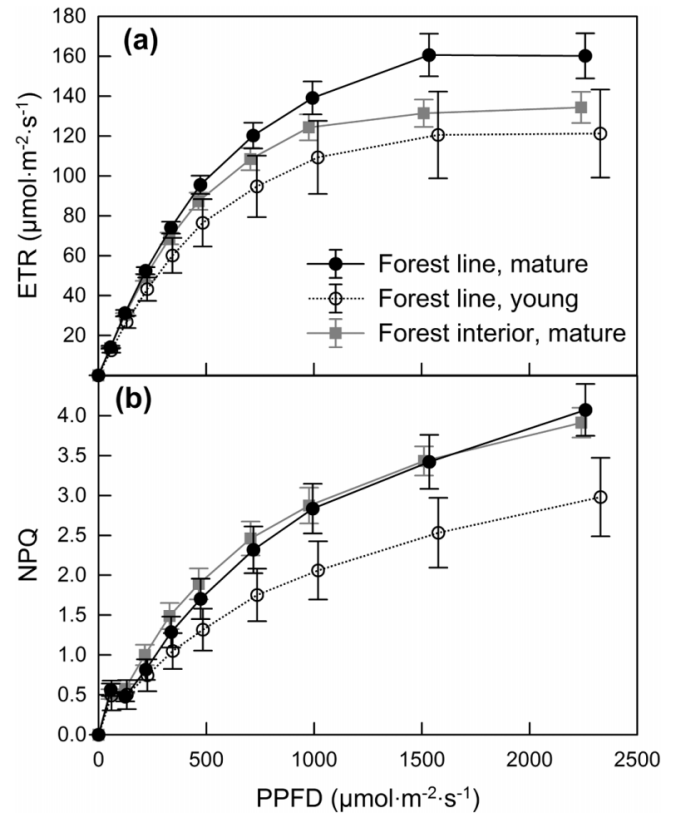 (a)
180
160
140
120
100
80
60
40
20
ETR (µmol·m-2·s-1)
Forest line, mature
Forest line, young
Forest interior, mature
(b)
4.0
3.5
3.0
2.5
2.0
1.5
1.0
0.5
0.0
NPQ
0 500 1000 1500 2000 2500
PPFD (µmol·m-2·s-1)